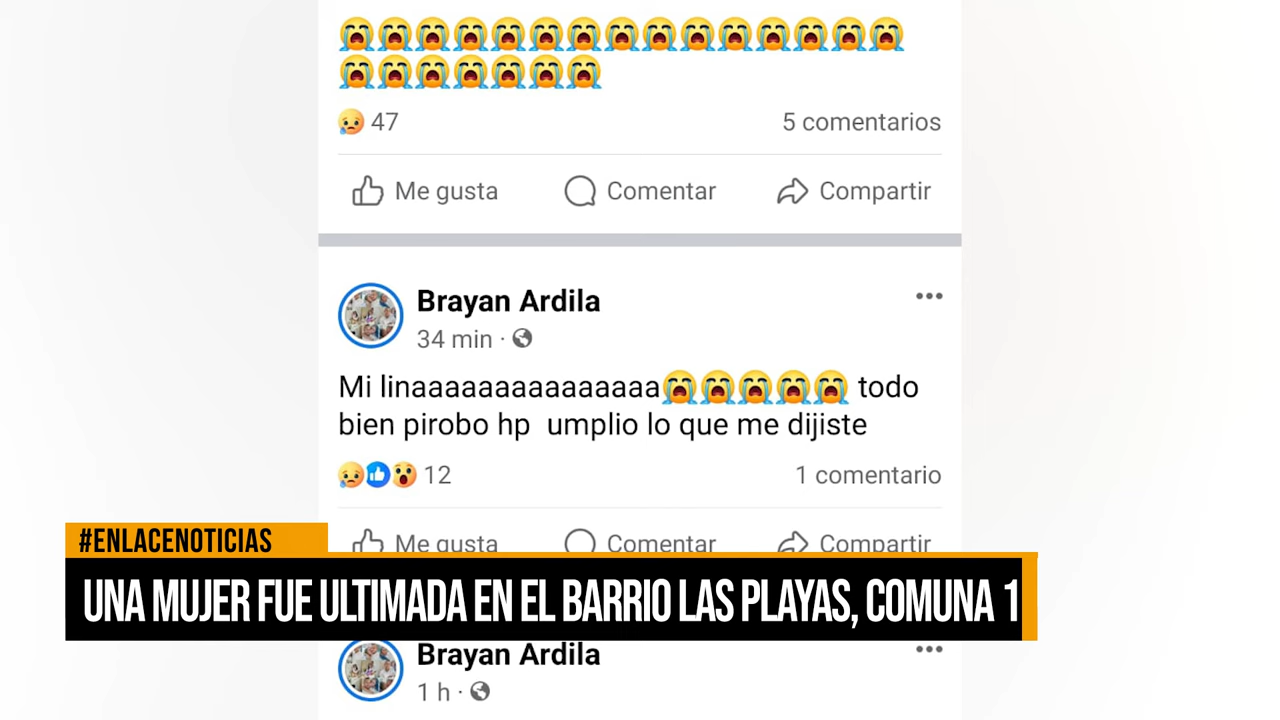 😭😭😭😭😭😭😭😭😭😭😭😭😭😭😭
😭😭😭😭😭😭😭
47
5 comentarios
Me gusta
Comentar
Compartir
Brayan Ardila
34 min ·
Mi linaaaaaaaaaaaaaaa😭😭😭😭😭 todo
bien pirobo hp umplio lo que me dijiste
12
1 comentario
Me gusta
Comentar
Compartir
#ENLACENOTICIAS
UNA MUJER FUE ULTIMADA EN EL BARRIO LAS PLAYAS, COMUNA 1
Brayan Ardila
1 h ·